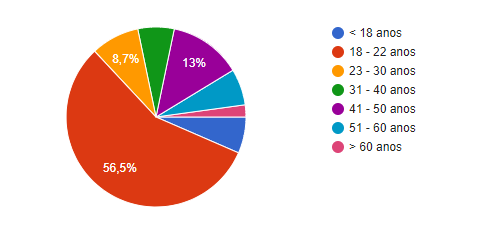 8,7%
13%
56,5%
< 18 anos
18 - 22 anos
23 - 30 anos
31 - 40 anos
41 - 50 anos
51 - 60 anos
> 60 anos